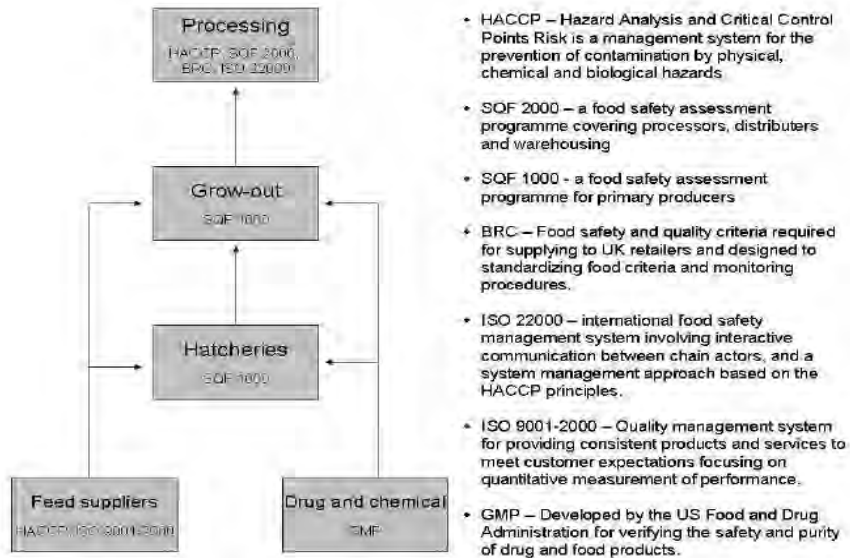 Processing
HACCP, SQF 2000,
BRC, ISO 22000
Grow-out
SQF 1000
Hatcheries
SQF 1000
Feed suppliers
HACCP, ISO 9001-2000
Drug and chemical
GMP
• HACCP – Hazard Analysis and Critical Control
Points Risk is a management system for the
prevention of contamination by physical,
chemical and biological hazards
• SQF 2000 – a food safety assessment
programme covering processors, distributers
and warehousing
• SQF 1000 - a food safety assessment
programme for primary producers
• BRC – Food safety and quality criteria required
for supplying to UK retailers and designed to
standardizing food criteria and monitoring
procedures.
• ISO 22000 – international food safety
management system involving interactive
communication between chain actors, and a
system management approach based on the
HACCP principles.
• ISO 9001-2000 – Quality management system
for providing consistent products and services to
meet customer expectations focusing on
quantitative measurement of performance.
• GMP – Developed by the US Food and Drug
Administration for verifying the safety and purity
of drug and food products.